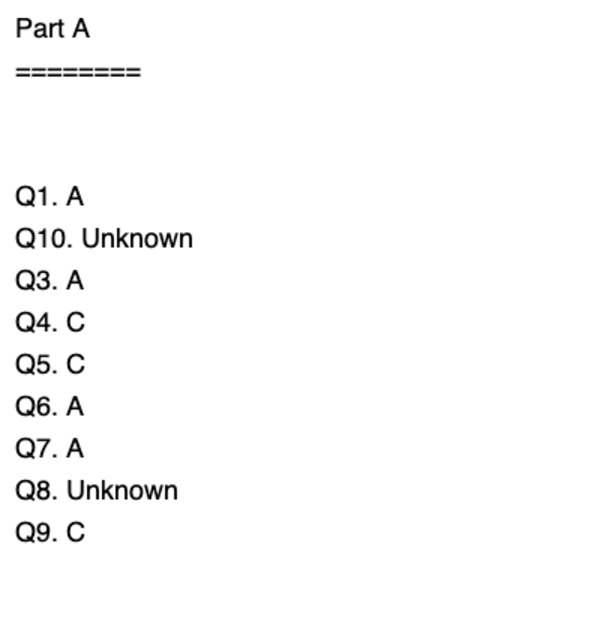 Part A
========
Q1. A
Q10. Unknown
Q3. A
Q4. C
Q5. C
Q6. A
Q7. A
Q8. Unknown
Q9. C